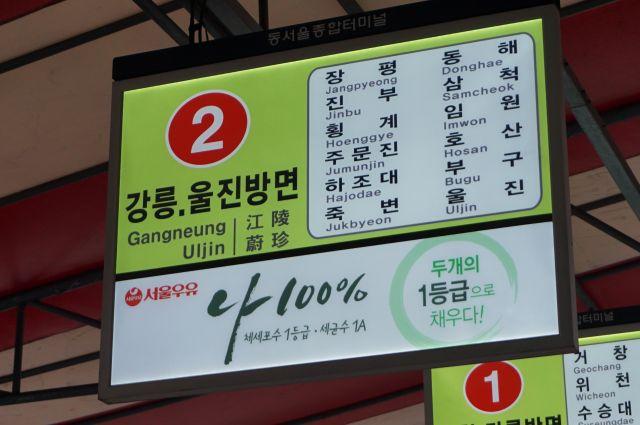 동서울종합터미널
2
강릉.울진방면
Gangneung 江陵
Uljin 蔚珍
장평 동해
Jangpyeong Donghae
진부 삼척
Jinbu Samcheok
횡계 임원
Hoenggye Imwon
주문진 호산
Jumunjin Hosan
하조대 부구
Hajodae Bugu
죽변 울진
Jukbyeon Uljin
서울우유
나100%
체세포수 1등급·세균수 1A
두개의
1등급으로
채우다!
합터미널
1
거창
Geochang
위천
Wicheon
수승대